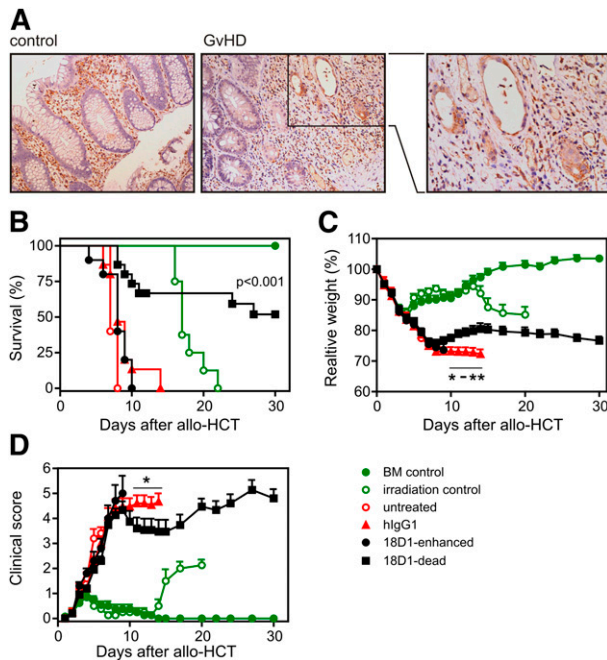 A
control GvHD
B
100
75
50
25
0
Survival (%)
p<0.001
0 10 20 30
Days after allo-HCT
C
110
100
90
80
70
60
Realtive weight (%)
* - **
0 10 20 30
Days after allo-HCT
D
6
5
4
3
2
1
0
Clinical score
*
0 10 20 30
Days after allo-HCT
BM control
irradiation control
untreated
hIgG1
18D1-enhanced
18D1-dead